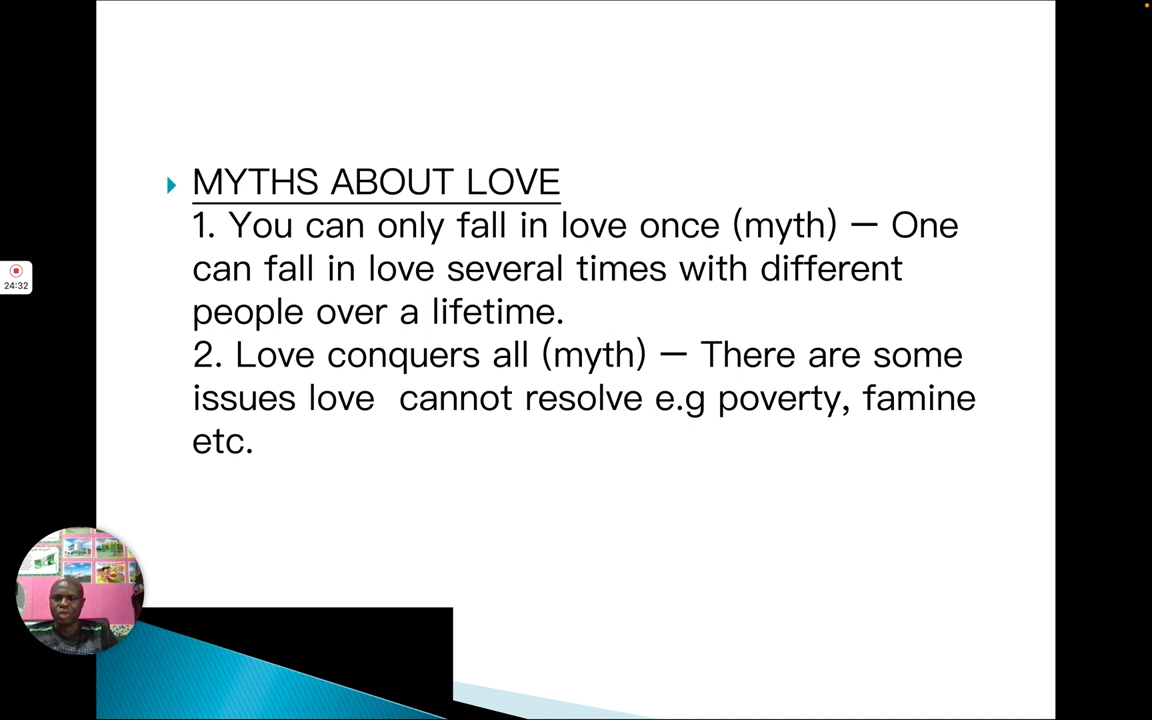 MYTHS ABOUT LOVE
1. You can only fall in love once (myth) – One
can fall in love several times with different
people over a lifetime.
2. Love conquers all (myth) – There are some
issues love  cannot resolve e.g poverty, famine
etc.
24:32